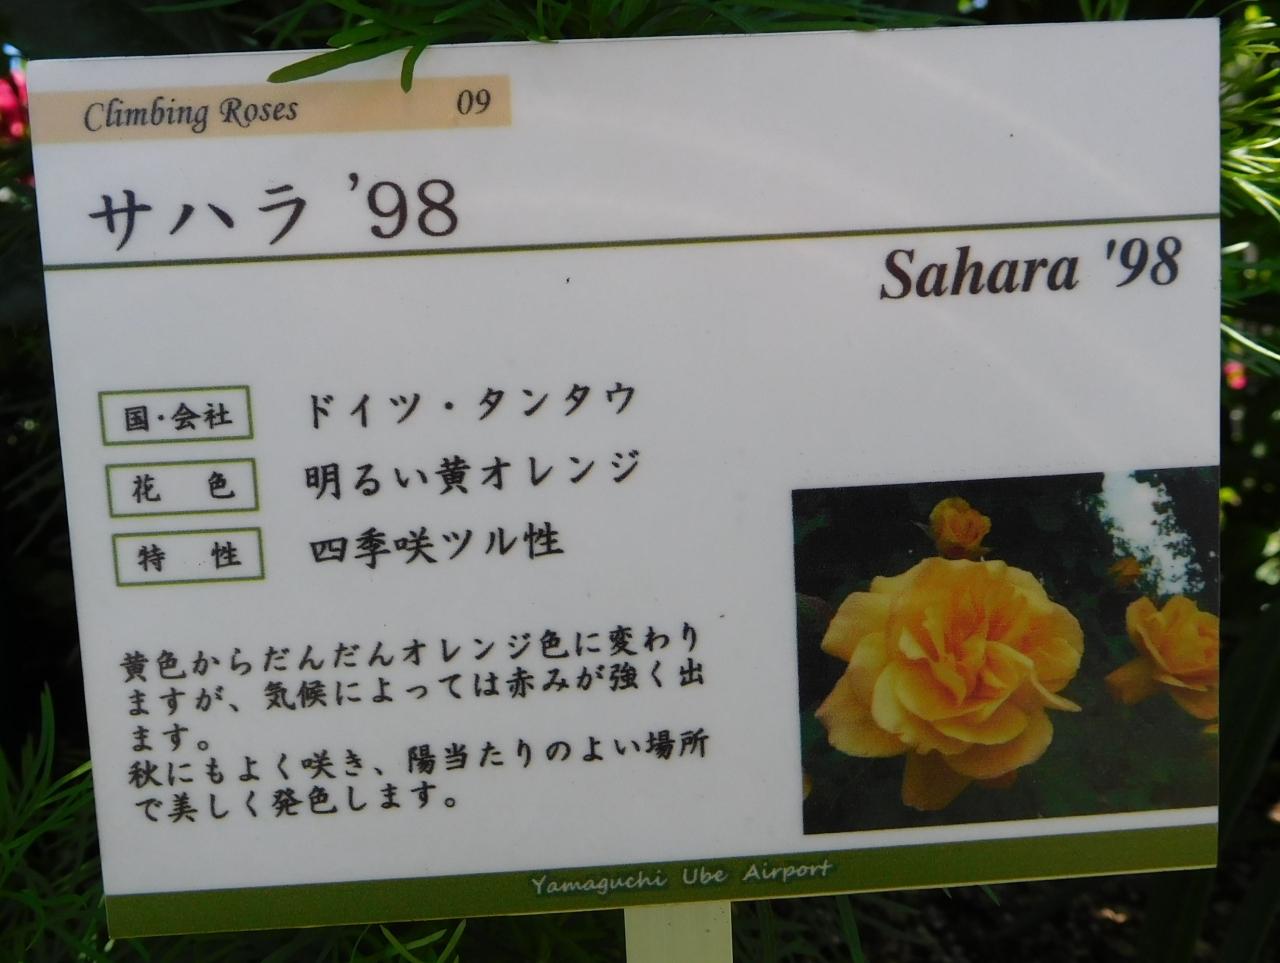 Climbing Roses 09
サハラ '98
Sahara '98
国・会社 ドイツ・タンタウ
花 色 明るい黄オレンジ
特 性 四季咲ツル性
黄色からだんだんオレンジ色に変わり
ますが、気候によっては赤みが強く出
ます。
秋にもよく咲き、陽当たりのよい場所
で美しく発色します。
Yamaguchi Ube Airport